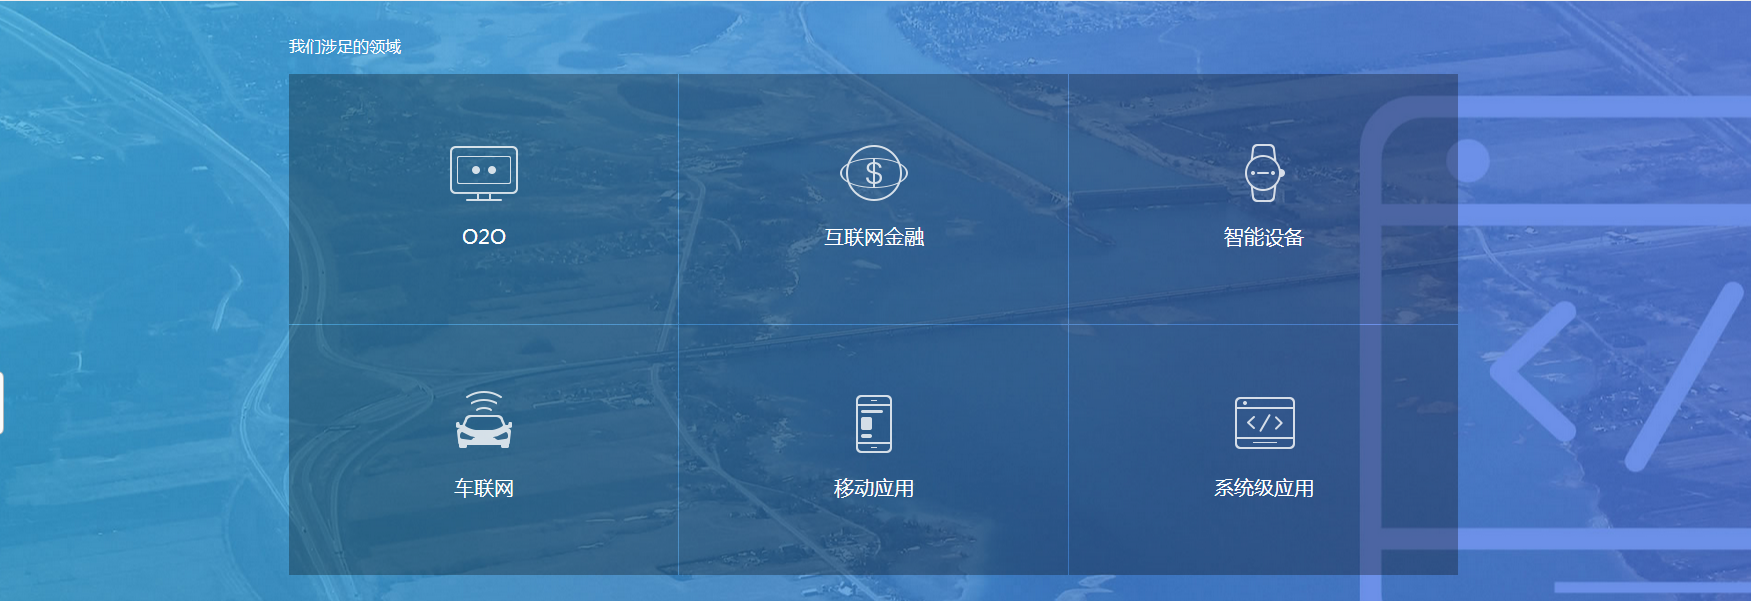 我们涉足的领域
O2O
互联网金融
智能设备
车联网
移动应用
系统级应用